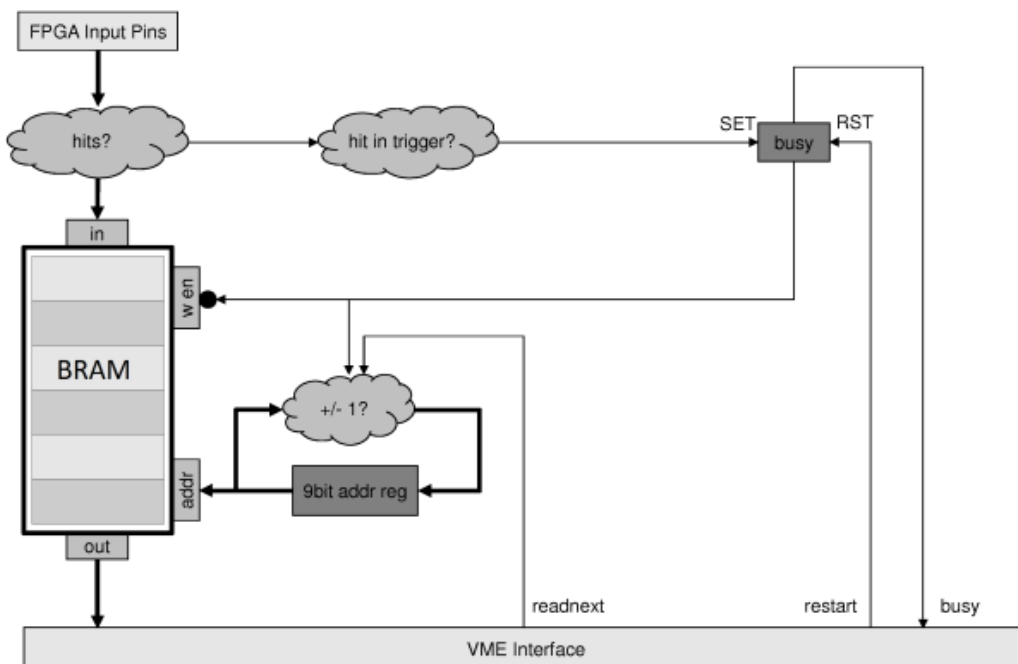 FPGA Input Pins
hits?
hit in trigger?
SET
RST
busy
in
w en
BRAM
+/- 1?
addr
9bit addr reg
out
readnext
restart
busy
VME Interface